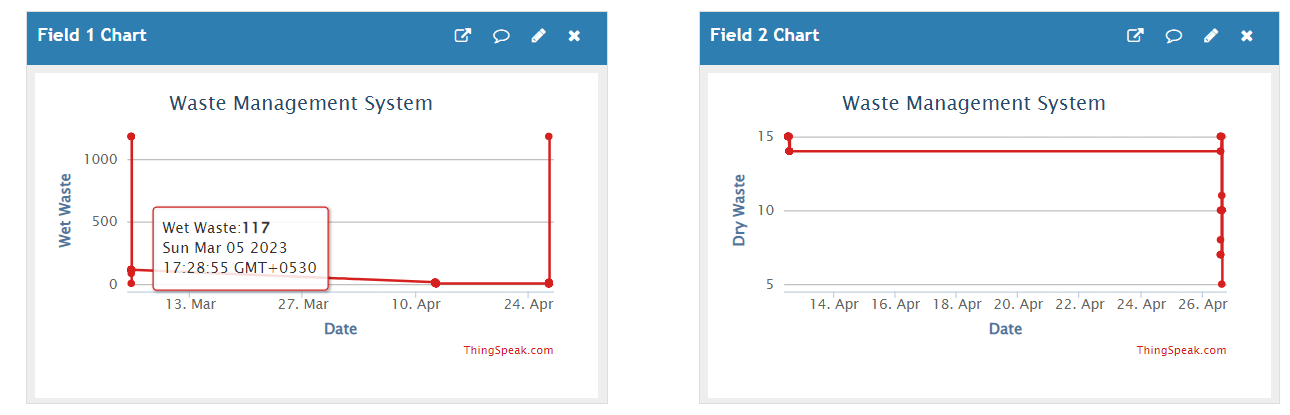 Field 1 Chart
Waste Management System
1000
500
0
Wet Waste
Wet Waste:117
Sun Mar 05 2023
17:28:55 GMT+0530
13. Mar 27. Mar 10. Apr 24. Apr
Date
ThingSpeak.com
Field 2 Chart
Waste Management System
15
10
5
Dry Waste
14. Apr 16. Apr 18. Apr 20. Apr 22. Apr 24. Apr 26. Apr
Date
ThingSpeak.com